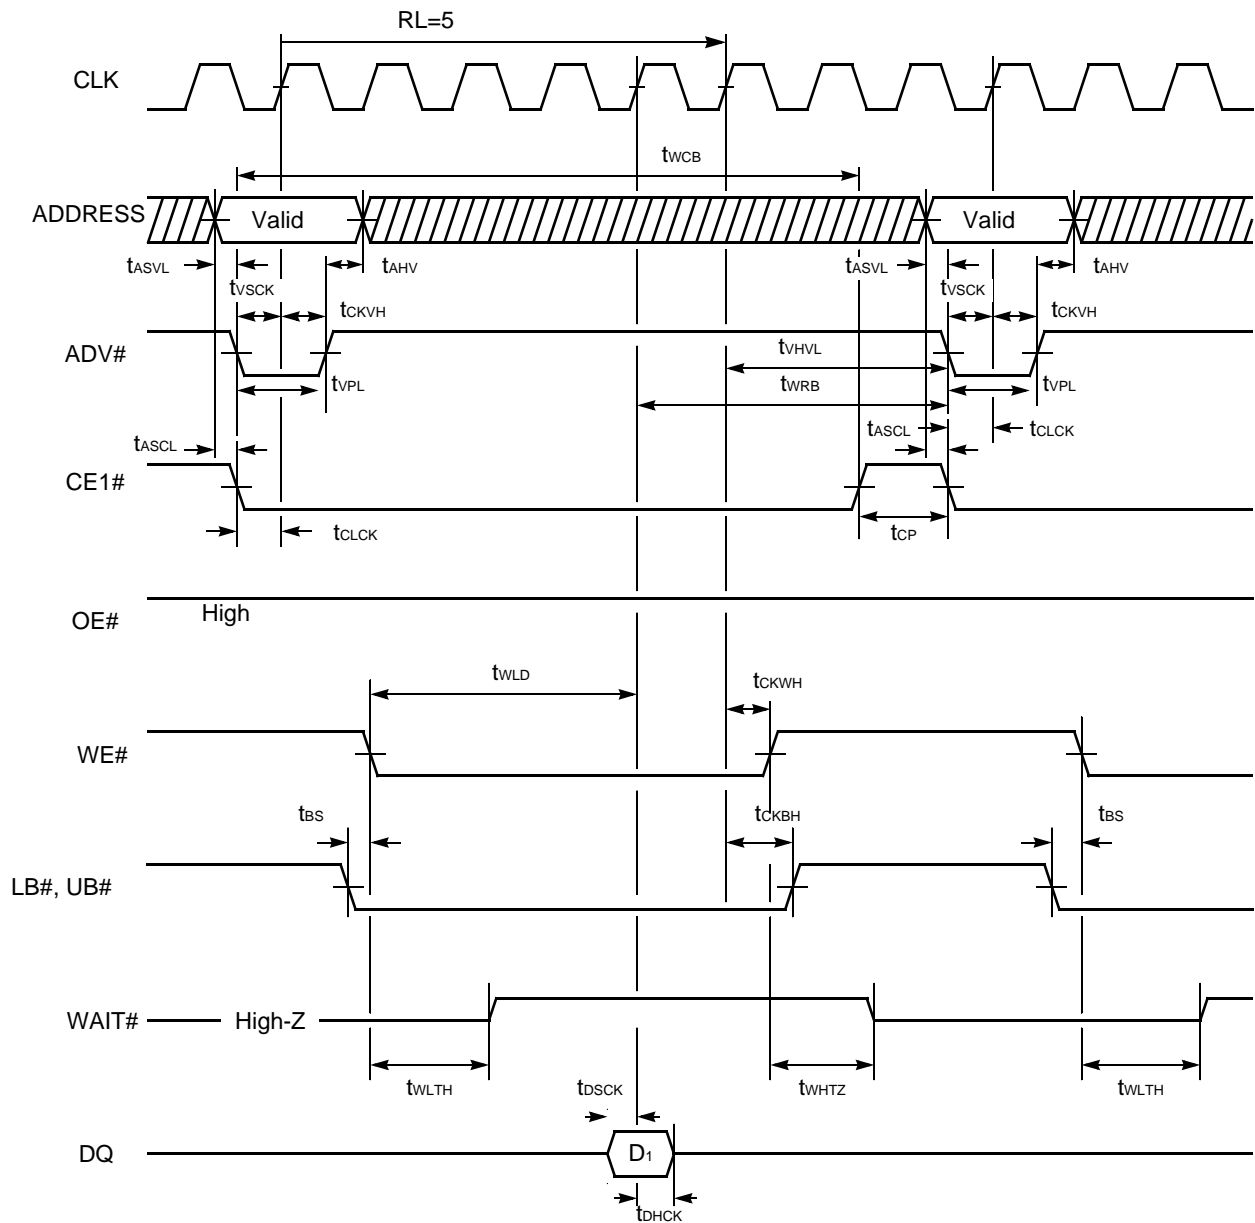 RL=5
CLK
tWCB
ADDRESS
Valid
Valid
tASVL
tVSCK
tAHV
tCKVH
tASVL
tVSCK
tAHV
tCKVH
ADV#
tVPL
tVHVL
tWRB
tVPL
tASCL
tASCL
tCLCK
CE1#
tCLCK
tCP
OE#
High
tWLD
tCKWH
WE#
tBS
tCKBH
tBS
LB#, UB#
WAIT#
High-Z
tWLTH
tDSCK
tWHTZ
tWLTH
DQ
D1
tDHCK